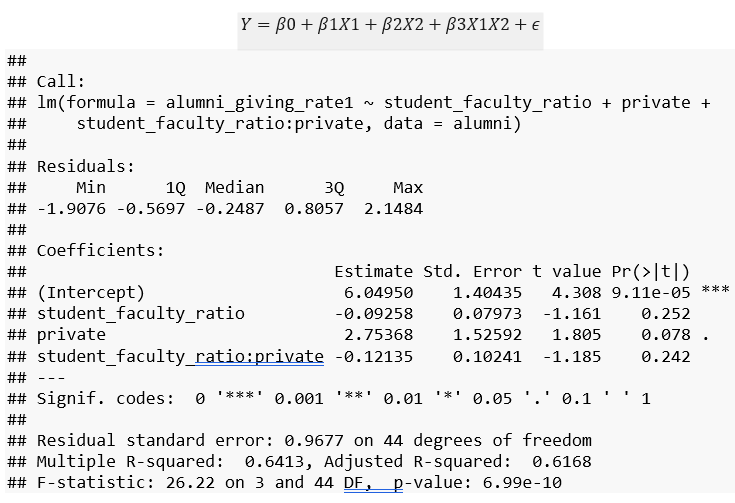 Y = β0 + β1X1 + β2X2 + β3X1X2 + ϵ
##
## Call:
## lm(formula = alumni_giving_rate1 ~ student_faculty_ratio + private +
##     student_faculty_ratio:private, data = alumni)
##
## Residuals:
##     Min      1Q  Median      3Q     Max
## -1.9076 -0.5697 -0.2487  0.8057  2.1484
##
## Coefficients:
##                               Estimate Std. Error t value Pr(>|t|)
## (Intercept)                    6.04950    1.40435   4.308 9.11e-05 ***
## student_faculty_ratio         -0.09258    0.07973  -1.161    0.252
## private                        2.75368    1.52592   1.805    0.078 .
## student_faculty_ratio:private -0.12135    0.10241  -1.185    0.242
## ---
## Signif. codes:  0 '***' 0.001 '**' 0.01 '*' 0.05 '.' 0.1 ' ' 1
##
## Residual standard error: 0.9677 on 44 degrees of freedom
## Multiple R-squared:  0.6413, Adjusted R-squared:  0.6168
## F-statistic: 26.22 on 3 and 44 DF,  p-value: 6.99e-10